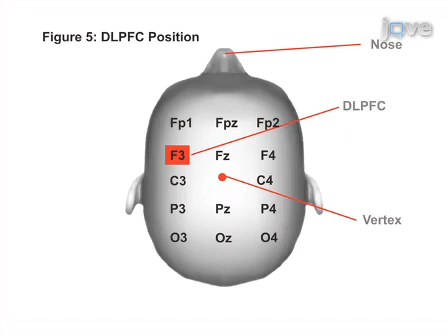 jove
Figure 5: DLPFC Position
Nose
DLPFC
Fp1 Fpz Fp2
F3 Fz F4
C3 C4
P3 Pz P4
Vertex
O3 Oz O4